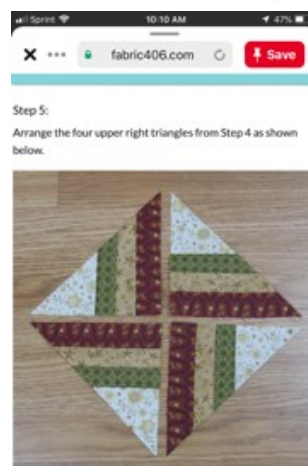 Sprint
10:10 AM
47%
fabric406.com
Save
Step 5:
Arrange the four upper right triangles from Step 4 as shown
below.